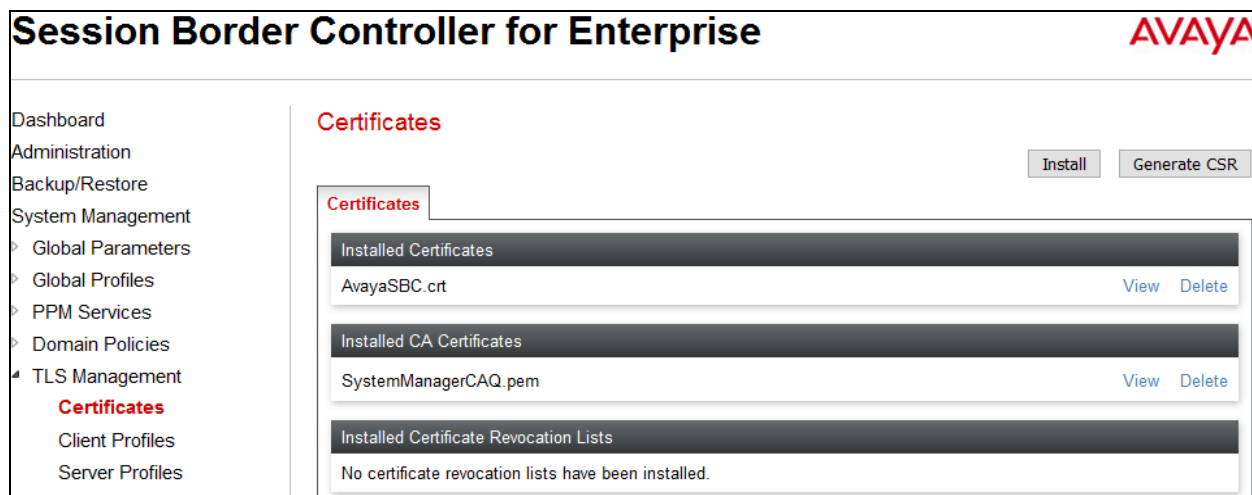 Session Border Controller for Enterprise
AVAYA
Dashboard
Administration
Backup/Restore
System Management
Global Parameters
Global Profiles
PPM Services
Domain Policies
TLS Management
Certificates
Client Profiles
Server Profiles
Certificates
Install Generate CSR
Certificates
Installed Certificates
AvayaSBC.crt View Delete
Installed CA Certificates
SystemManagerCAQ.pem View Delete
Installed Certificate Revocation Lists
No certificate revocation lists have been installed.